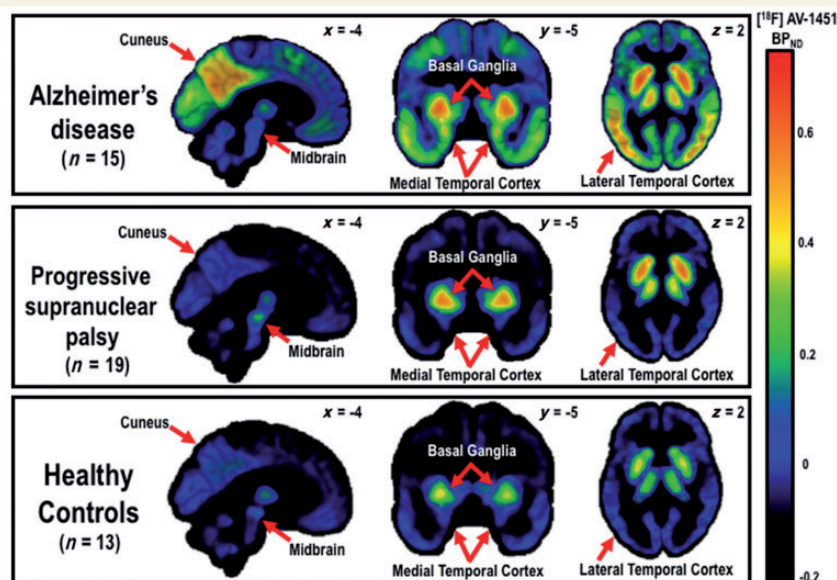 [¹⁸F] AV-1451
BP_ND
Cuneus
x = -4
y = -5
z = 2
Basal Ganglia
Alzheimer's
disease
(n = 15)
Midbrain
Medial Temporal Cortex
Lateral Temporal Cortex
0.6
Cuneus
x = -4
y = -5
z = 2
Basal Ganglia
Progressive
supranuclear
palsy
(n = 19)
Midbrain
Medial Temporal Cortex
Lateral Temporal Cortex
0.4
0.2
Cuneus
x = -4
y = -5
z = 2
Basal Ganglia
Healthy
Controls
(n = 13)
Midbrain
Medial Temporal Cortex
Lateral Temporal Cortex
0
-0.2